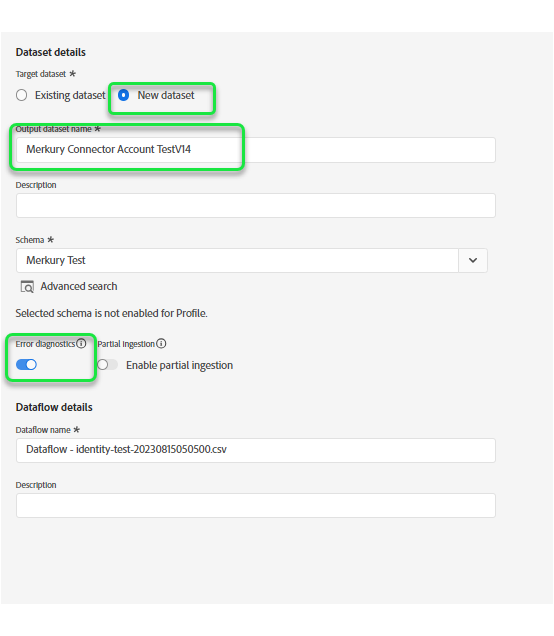 Dataset details
Target dataset *
Existing dataset New dataset
Output dataset name *
Merkury Connector Account TestV14
Description
Schema *
Merkury Test
Advanced search
Selected schema is not enabled for Profile.
Error diagnostics Partial ingestion
Enable partial ingestion
Dataflow details
Dataflow name *
Dataflow - identity-test-20230815050500.csv
Description